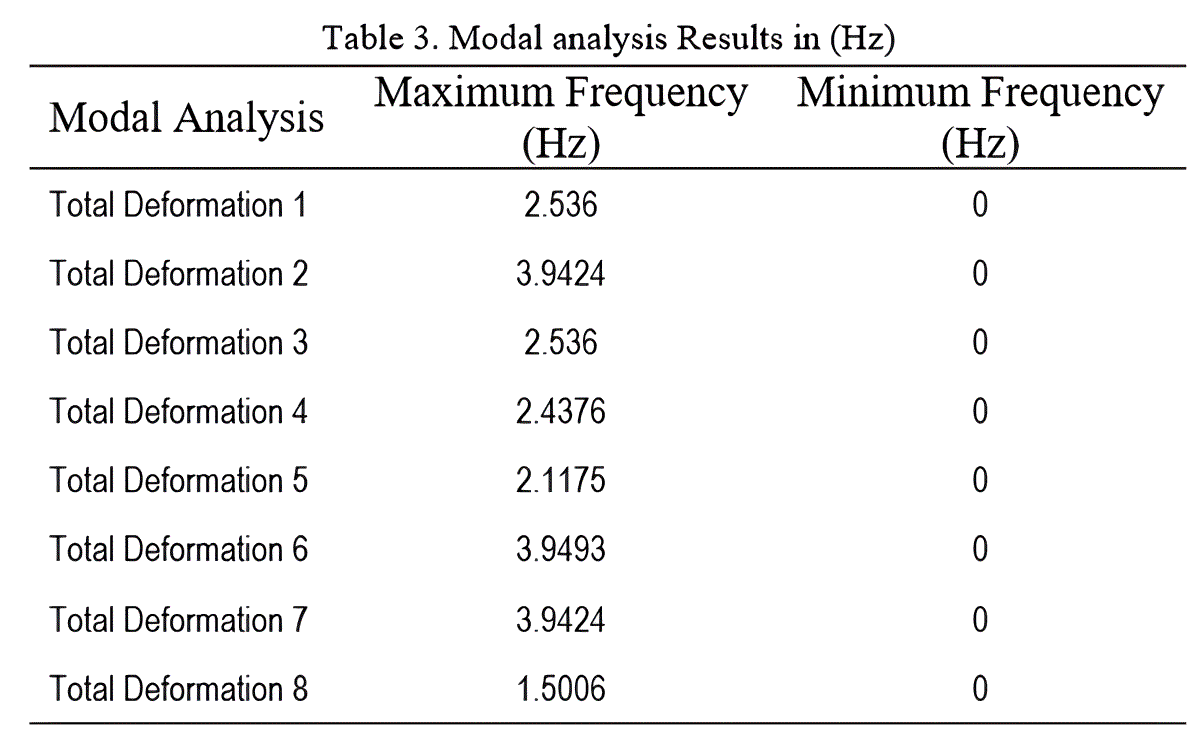 Table 3. Modal analysis Results in (Hz)
Modal Analysis Maximum Frequency (Hz) Minimum Frequency (Hz)
Total Deformation 1 2.536 0
Total Deformation 2 3.9424 0
Total Deformation 3 2.536 0
Total Deformation 4 2.4376 0
Total Deformation 5 2.1175 0
Total Deformation 6 3.9493 0
Total Deformation 7 3.9424 0
Total Deformation 8 1.5006 0